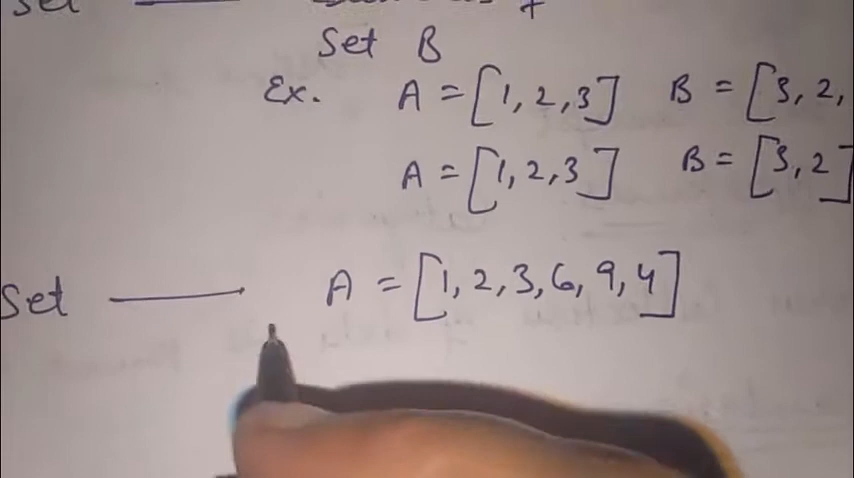 Set
Set B
Ex. A = [1, 2, 3] B = [3, 2,
A = [1, 2, 3] B = [3, 2]
Set A = [1, 2, 3, 6, 9, 4]